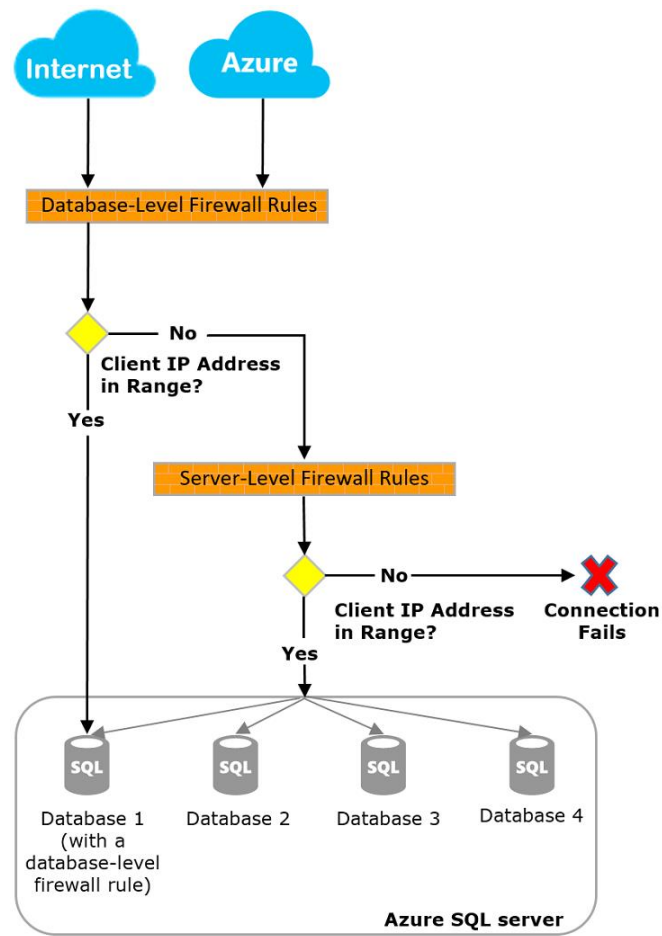 Internet
Azure
Database-Level Firewall Rules
No
Client IP Address
in Range?
Yes
Server-Level Firewall Rules
No
Client IP Address
in Range?
Connection
Fails
Yes
SQL
SQL
SQL
SQL
Database 1
(with a
database-level
firewall rule)
Database 2
Database 3
Database 4
Azure SQL server